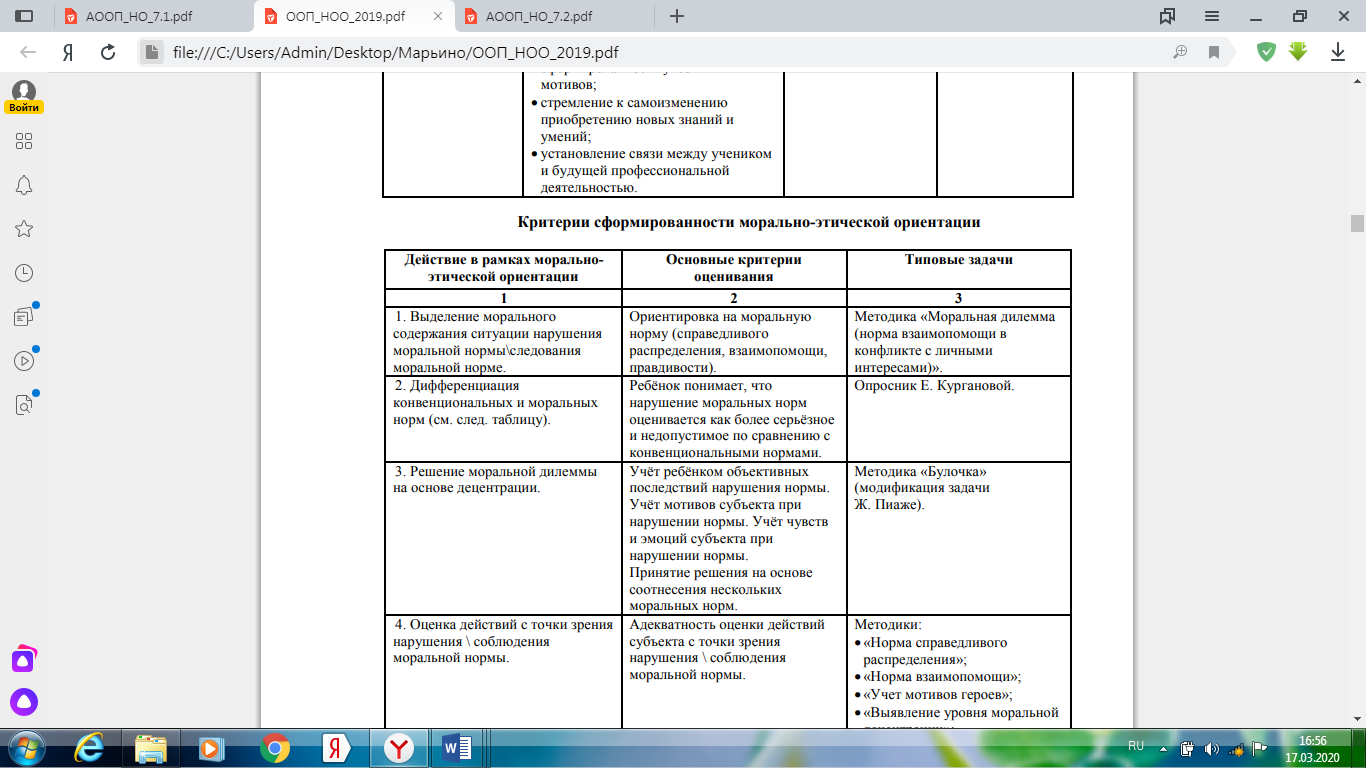 АООП_НО_7.1.pdf
ООП_НОО_2019.pdf
АООП_НО_7.2.pdf
file:///C:/Users/Admin/Desktop/Марьино/ООП_НОО_2019.pdf
Войти
мотивов;
• стремление к самоизменению
приобретению новых знаний и
умений;
• установление связи между учеником
и будущей профессиональной
деятельностью.
Критерии сформированности морально-этической ориентации
Действие в рамках морально-
этической ориентации
Основные критерии
оценивания
Типовые задачи
1
2
3
1. Выделение морального
содержания ситуации нарушения
моральной нормы\следования
моральной норме.
Ориентировка на моральную
норму (справедливого
распределения, взаимопомощи,
правдивости).
Методика «Моральная дилемма
(норма взаимопомощи в
конфликте с личными
интересами)».
2. Дифференциация
конвенциональных и моральных
норм (см. след. таблицу).
Ребёнок понимает, что
нарушение моральных норм
оценивается как более серьёзное
и недопустимое по сравнению с
конвенциональными нормами.
Опросник Е. Кургановой.
3. Решение моральной дилеммы
на основе децентрации.
Учёт ребёнком объективных
последствий нарушения нормы.
Учёт мотивов субъекта при
нарушении нормы. Учёт чувств
и эмоций субъекта при
нарушении нормы.
Принятие решения на основе
соотнесения нескольких
моральных норм.
Методика «Булочка»
(модификация задачи
Ж. Пиаже).
4. Оценка действий с точки зрения
нарушения \ соблюдения
моральной нормы.
Адекватность оценки действий
субъекта с точки зрения
нарушения \ соблюдения
моральной нормы.
Методики:
• «Норма справедливого
распределения»;
• «Норма взаимопомощи»;
• «Учет мотивов героев»;
• «Выявление уровня моральной
RU
16:56
17.03.2020